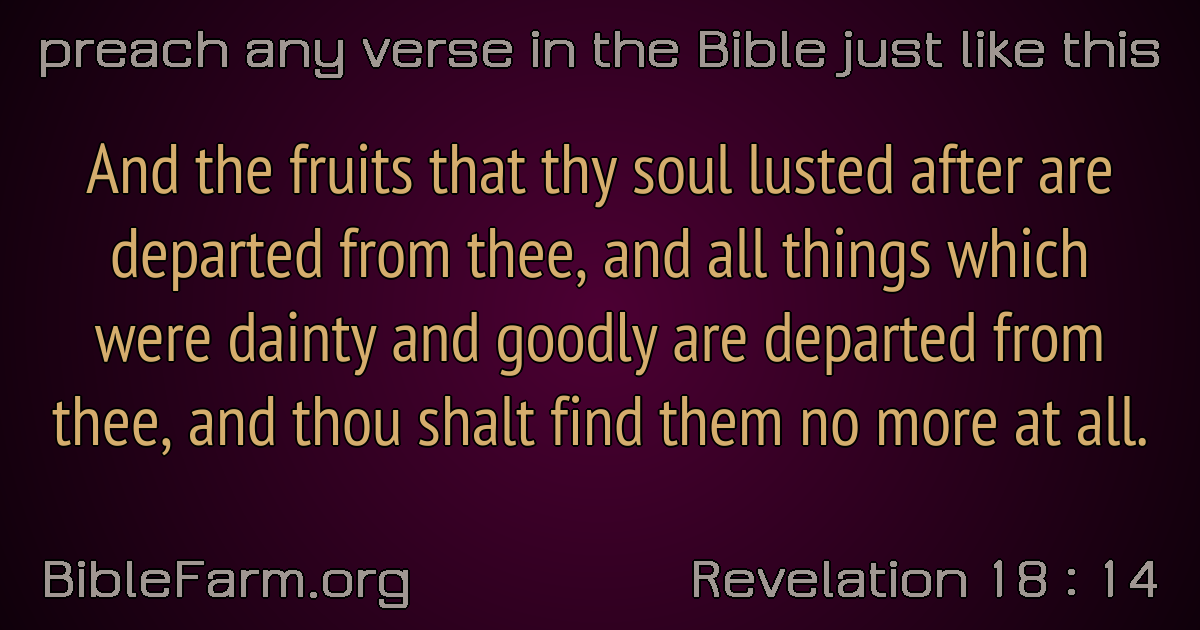 preach any verse in the Bible just like this
And the fruits that thy soul lusted after are
departed from thee, and all things which
were dainty and goodly are departed from
thee, and thou shalt find them no more at all.
BibleFarm.org
Revelation 18 : 14